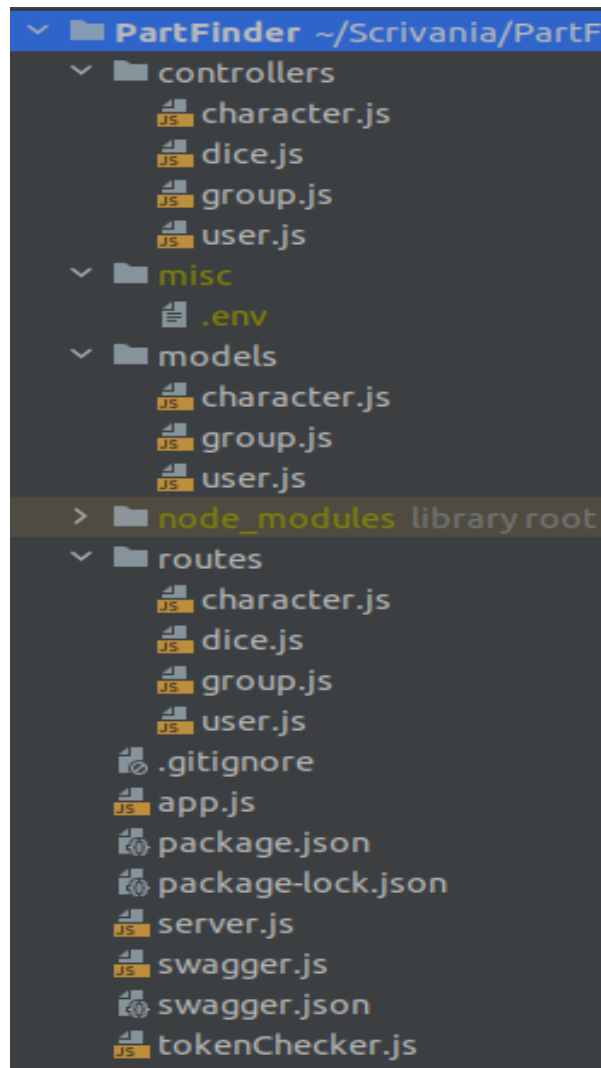 PartFinder ~/Scrivania/PartF
controllers
character.js
dice.js
group.js
user.js
misc
.env
models
character.js
group.js
user.js
node_modules library root
routes
character.js
dice.js
group.js
user.js
.gitignore
app.js
package.json
package-lock.json
server.js
swagger.js
swagger.json
tokenChecker.js